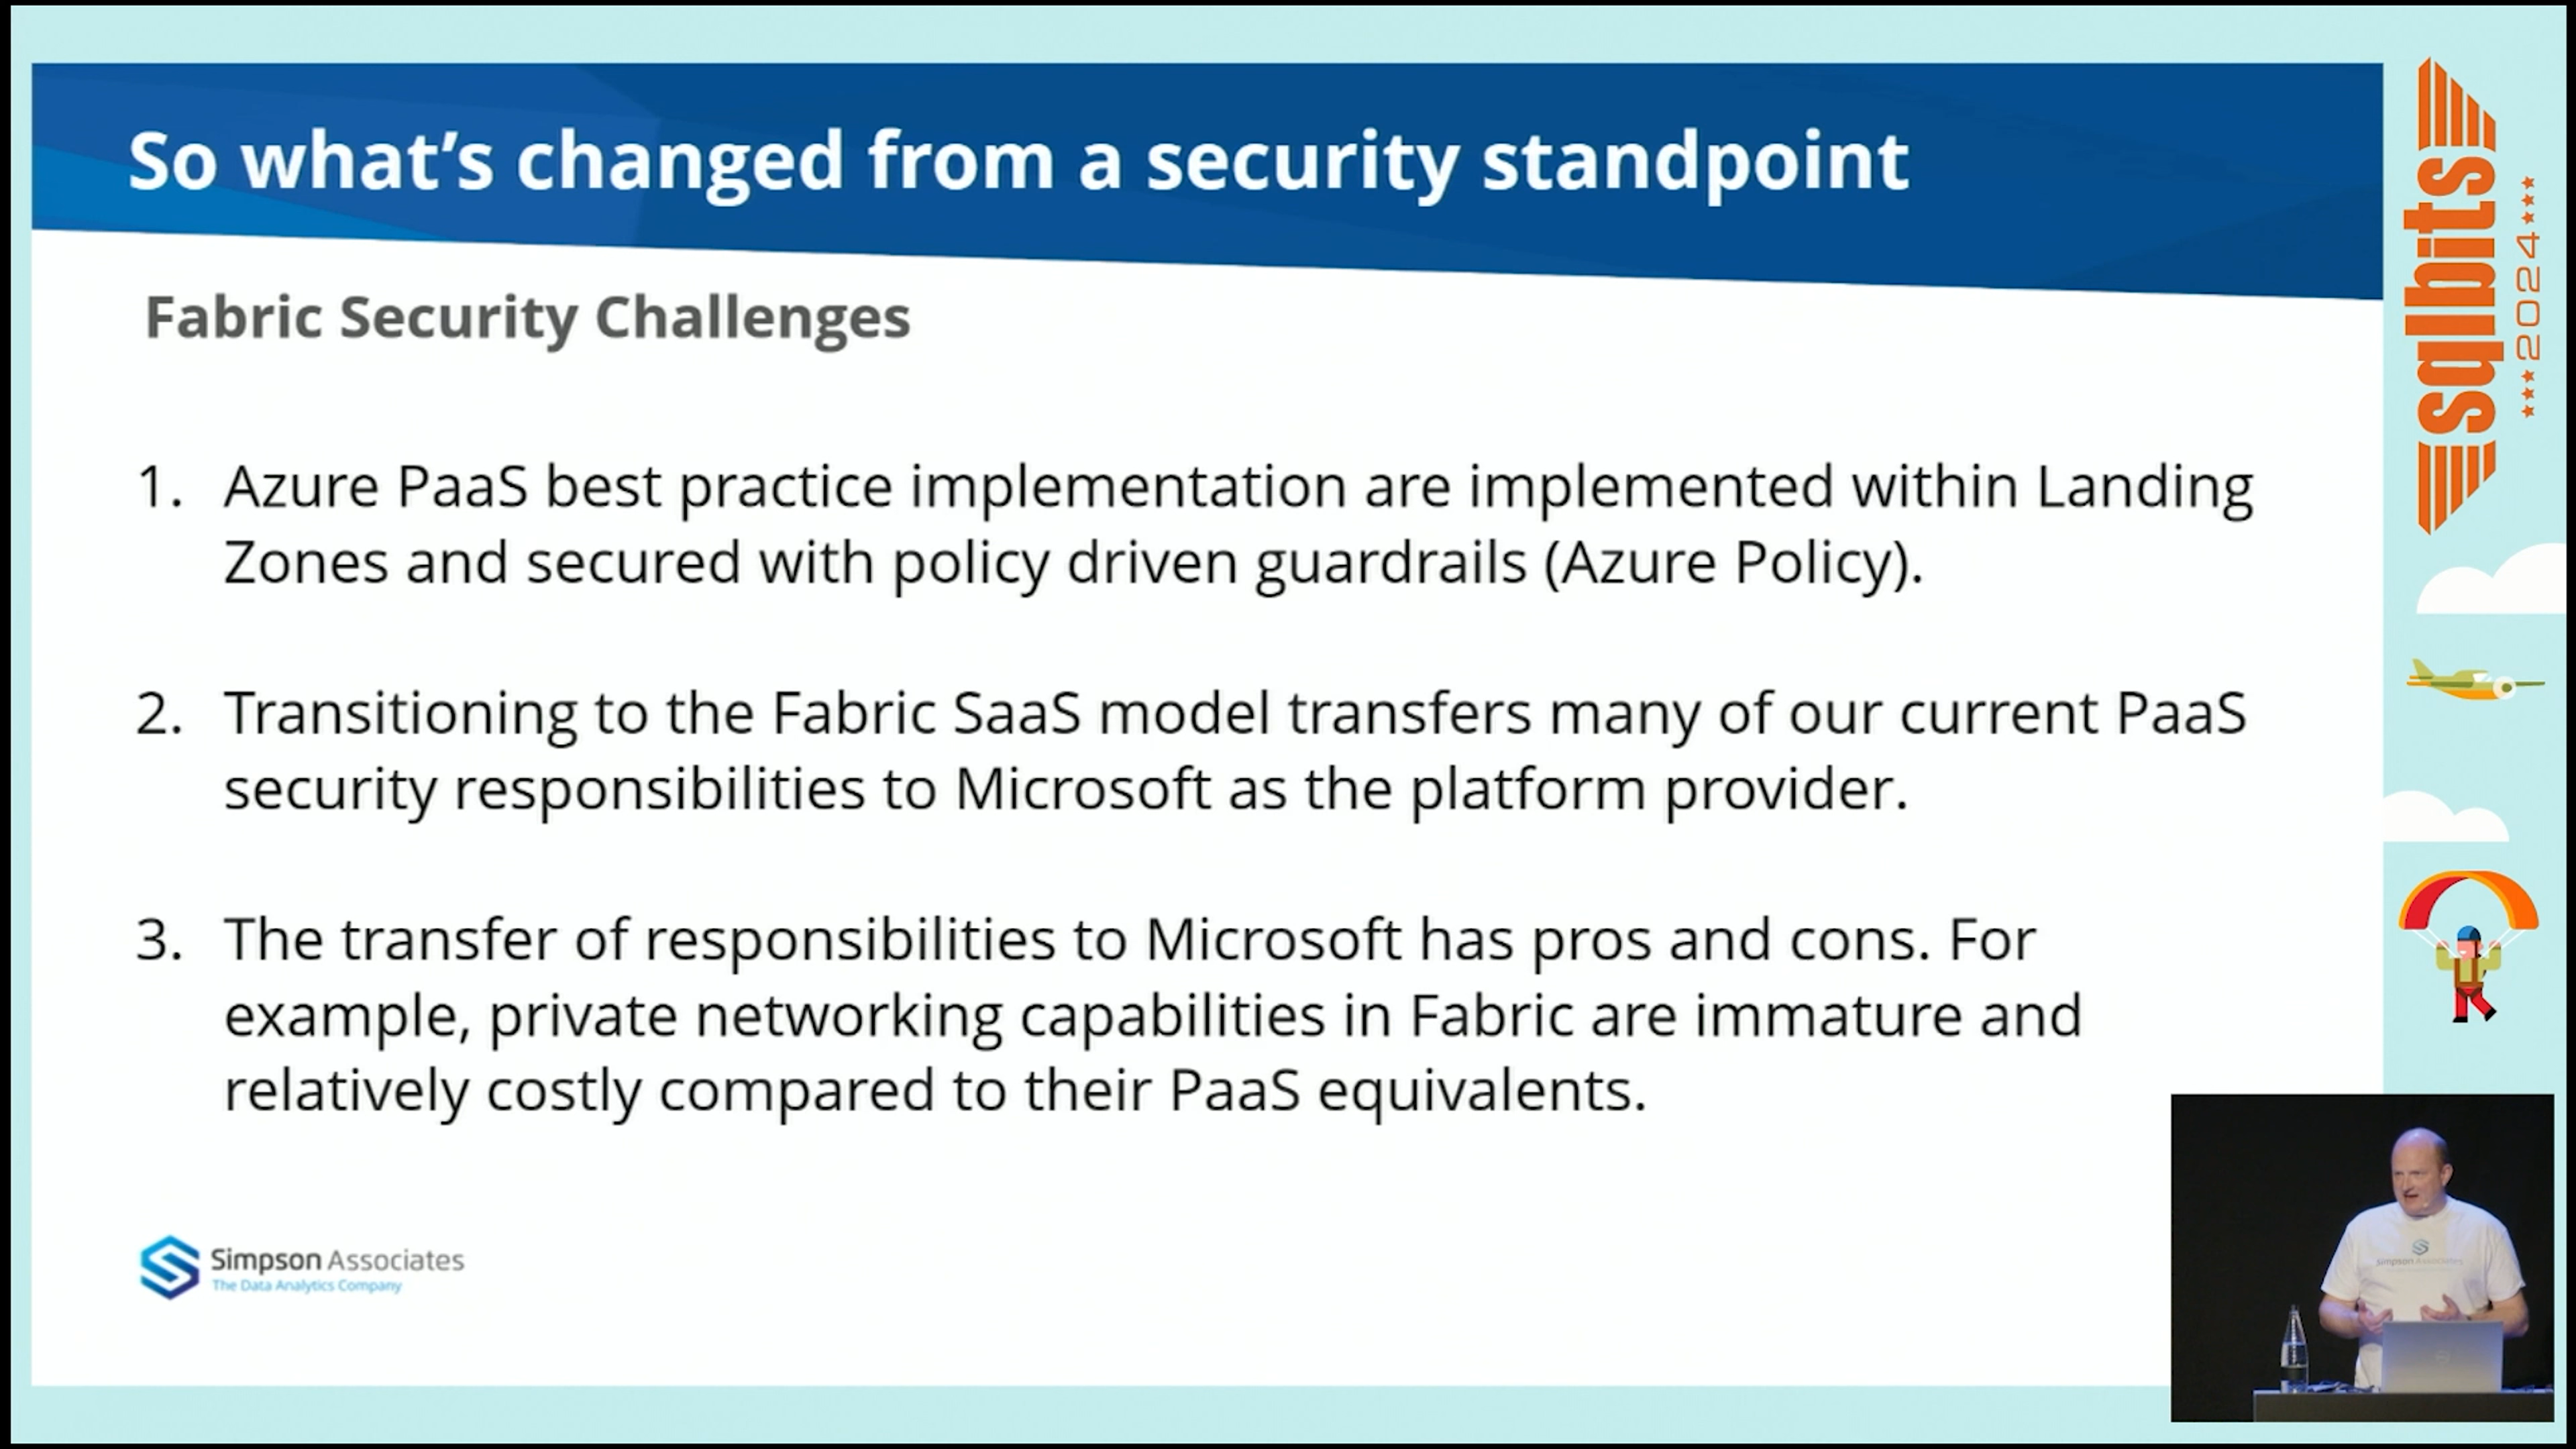 So what’s changed from a security standpoint
Fabric Security Challenges
1. Azure PaaS best practice implementation are implemented within Landing
Zones and secured with policy driven guardrails (Azure Policy).
2. Transitioning to the Fabric SaaS model transfers many of our current PaaS
security responsibilities to Microsoft as the platform provider.
3. The transfer of responsibilities to Microsoft has pros and cons. For
example, private networking capabilities in Fabric are immature and
relatively costly compared to their PaaS equivalents.
Simpson Associates
The Data Analytics Company
sqlbits
2024
Simpson Associates